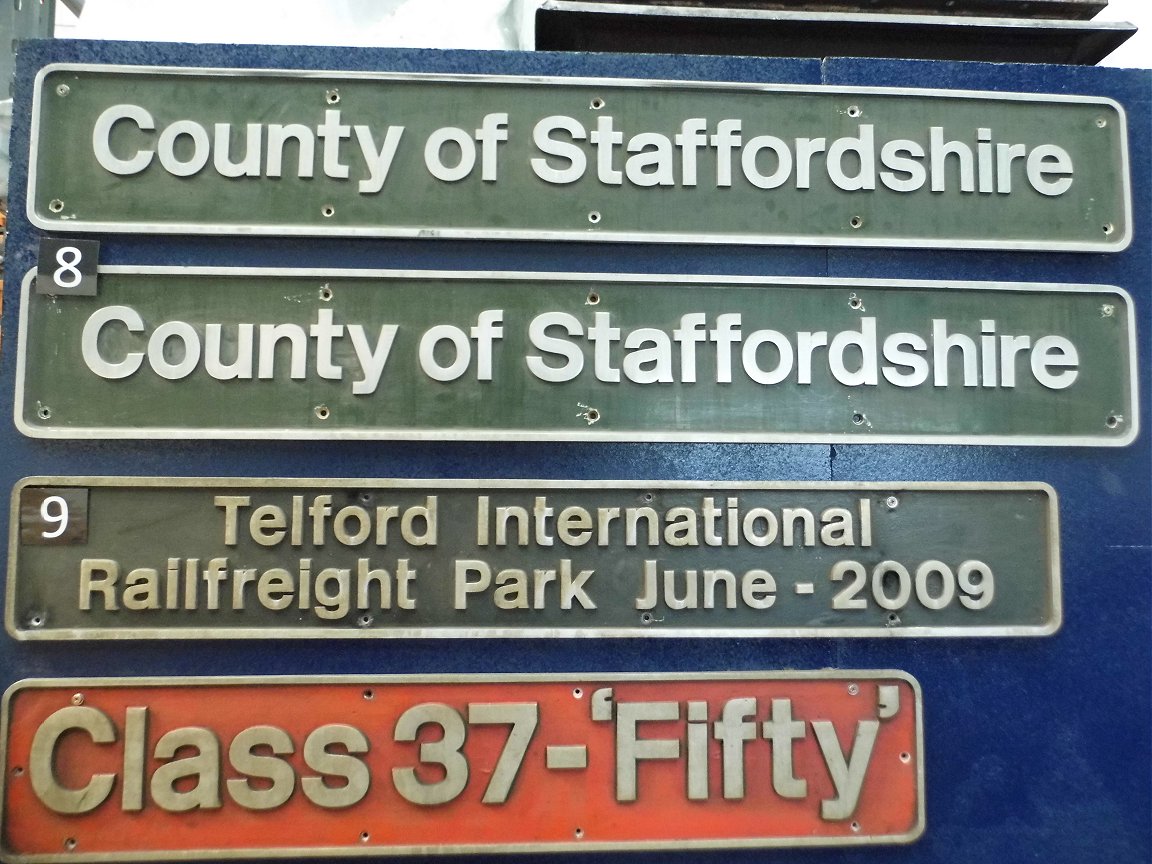 County of Staffordshire
8
County of Staffordshire
9
Telford International
Railfreight Park June - 2009
Class 37-'Fifty'